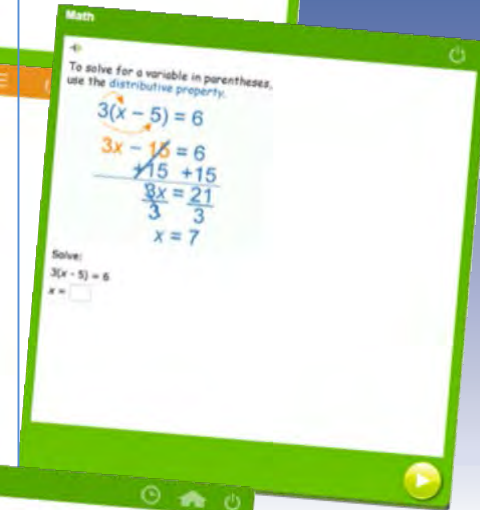 Math
To solve for a variable in parentheses,
use the distributive property.
3(x − 5) = 6
3x − 15 = 6
+15 +15
3x = 21
3 3
x = 7
Solve:
3(x - 5) = 6
x =